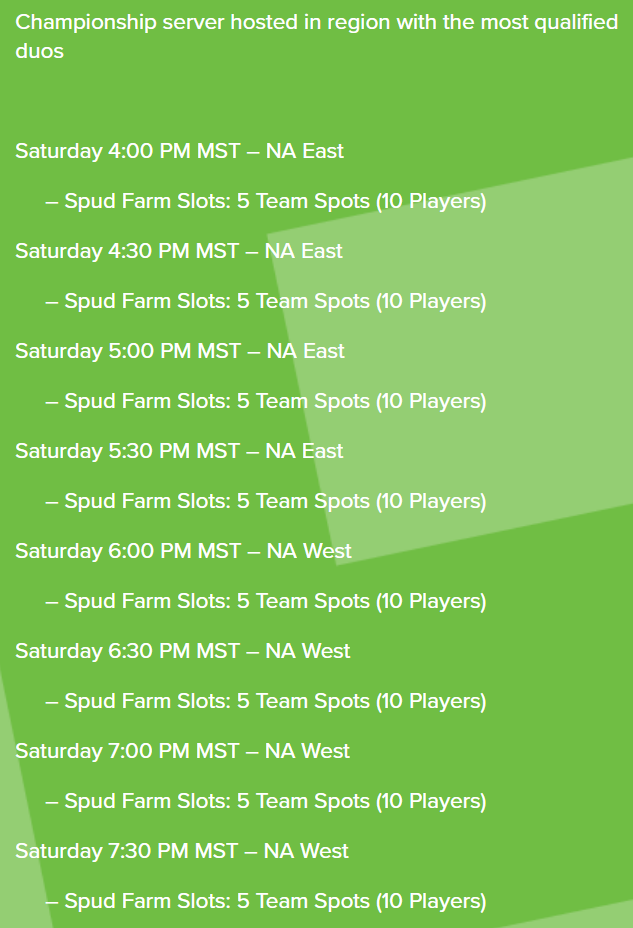 Championship server hosted in region with the most qualified
duos
Saturday 4:00 PM MST – NA East
– Spud Farm Slots: 5 Team Spots (10 Players)
Saturday 4:30 PM MST – NA East
– Spud Farm Slots: 5 Team Spots (10 Players)
Saturday 5:00 PM MST – NA East
– Spud Farm Slots: 5 Team Spots (10 Players)
Saturday 5:30 PM MST – NA East
– Spud Farm Slots: 5 Team Spots (10 Players)
Saturday 6:00 PM MST – NA West
– Spud Farm Slots: 5 Team Spots (10 Players)
Saturday 6:30 PM MST – NA West
– Spud Farm Slots: 5 Team Spots (10 Players)
Saturday 7:00 PM MST – NA West
– Spud Farm Slots: 5 Team Spots (10 Players)
Saturday 7:30 PM MST – NA West
– Spud Farm Slots: 5 Team Spots (10 Players)